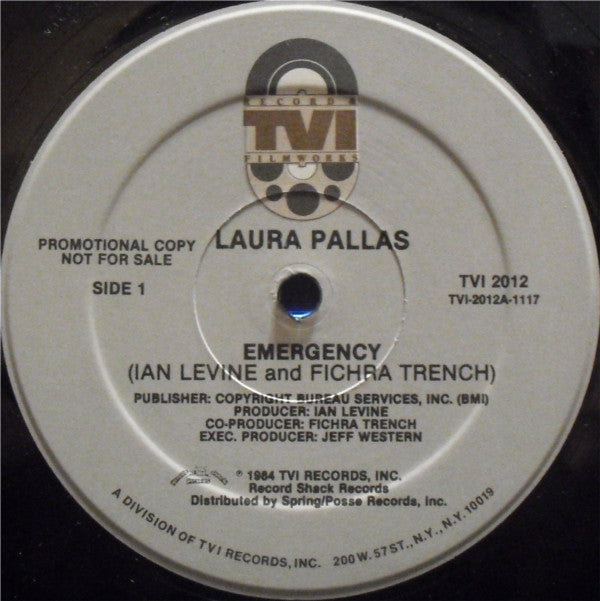 RECORD &
TVI
FILMWORKS
LAURA PALLAS
PROMOTIONAL COPY
NOT FOR SALE
SIDE 1
TVI 2012
TVI-2012A-1117
EMERGENCY
(IAN LEVINE and FICHRA TRENCH)
PUBLISHER: COPYRIGHT BUREAU SERVICES, INC. (BMI)
PRODUCER: IAN LEVINE
CO-PRODUCER: FICHRA TRENCH
EXEC. PRODUCER: JEFF WESTERN
℗ 1984 TVI RECORDS, INC.
Record Shack Records
Distributed by Spring/Posse Records, Inc.
A DIVISION OF TVI RECORDS, INC. 200 W. 57 ST., N.Y., N.Y. 10019